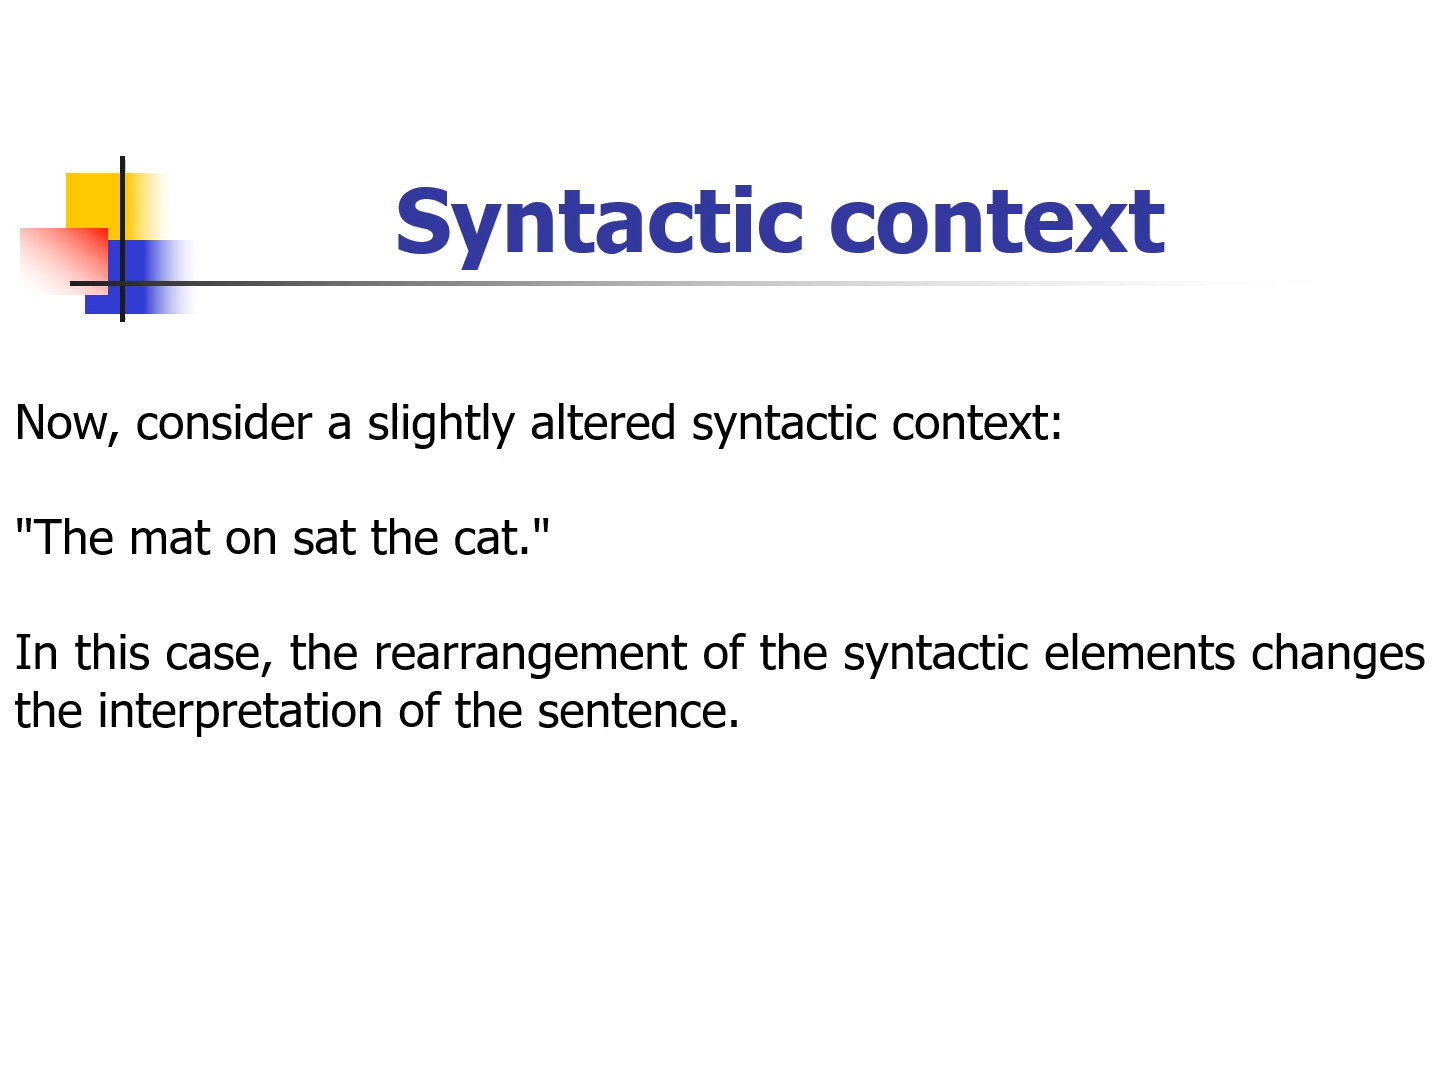 Syntactic context
Now, consider a slightly altered syntactic context:
"The mat on sat the cat."
In this case, the rearrangement of the syntactic elements changes
the interpretation of the sentence.